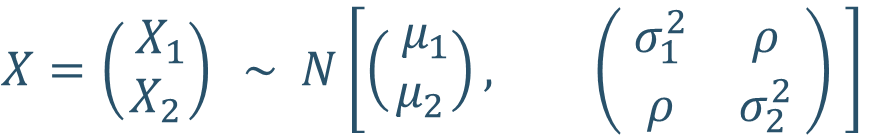 X = (X₁ X₂) ~ N [(μ₁ μ₂), (σ₁² ρ ρ σ₂²)]